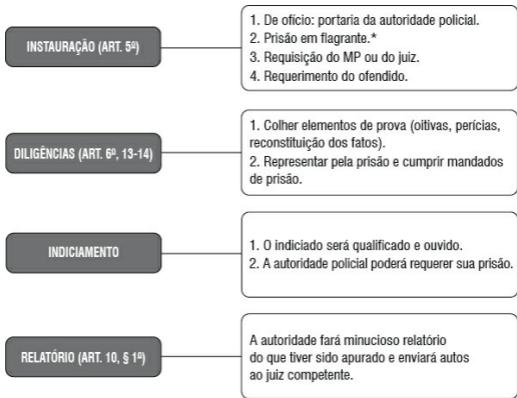 INSTAURAÇÃO (ART. 5º)
1. De ofício: portaria da autoridade policial.
2. Prisão em flagrante.*
3. Requisição do MP ou do juiz.
4. Requerimento do ofendido.
DILIGÊNCIAS (ART. 6º, 13-14)
1. Colher elementos de prova (oitivas, perícias,
reconstituição dos fatos).
2. Representar pela prisão e cumprir mandados
de prisão.
INDICIAMENTO
1. O indiciado será qualificado e ouvido.
2. A autoridade policial poderá requerer sua prisão.
RELATÓRIO (ART. 10, § 1º)
A autoridade fará minucioso relatório
do que tiver sido apurado e enviará autos
ao juiz competente.